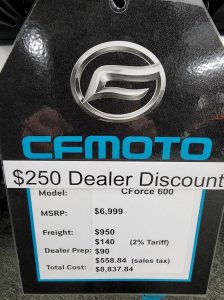 CFMOTO
$250 Dealer Discount
Model: CForce 600
MSRP: $6,999
Freight: $950
$140 (2% Tariff)
Dealer Prep: $90
$558.84 (sales tax)
Total Cost: $8,837.84